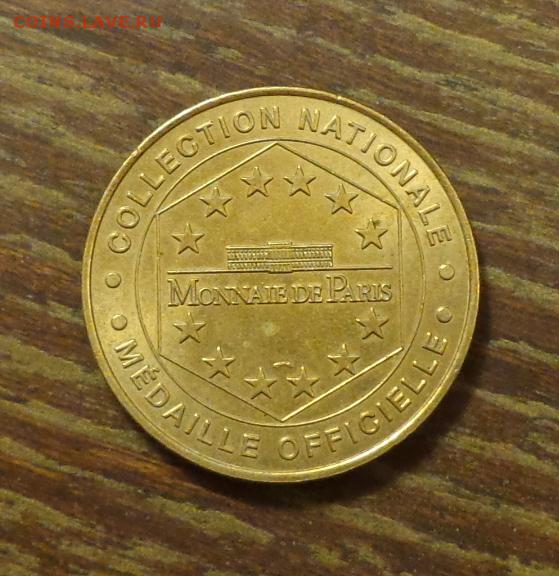 COINS.LAVE.RU
COLLECTION NATIONALE
MONNAIE DE PARIS
MÉDAILLE OFFICIELLE